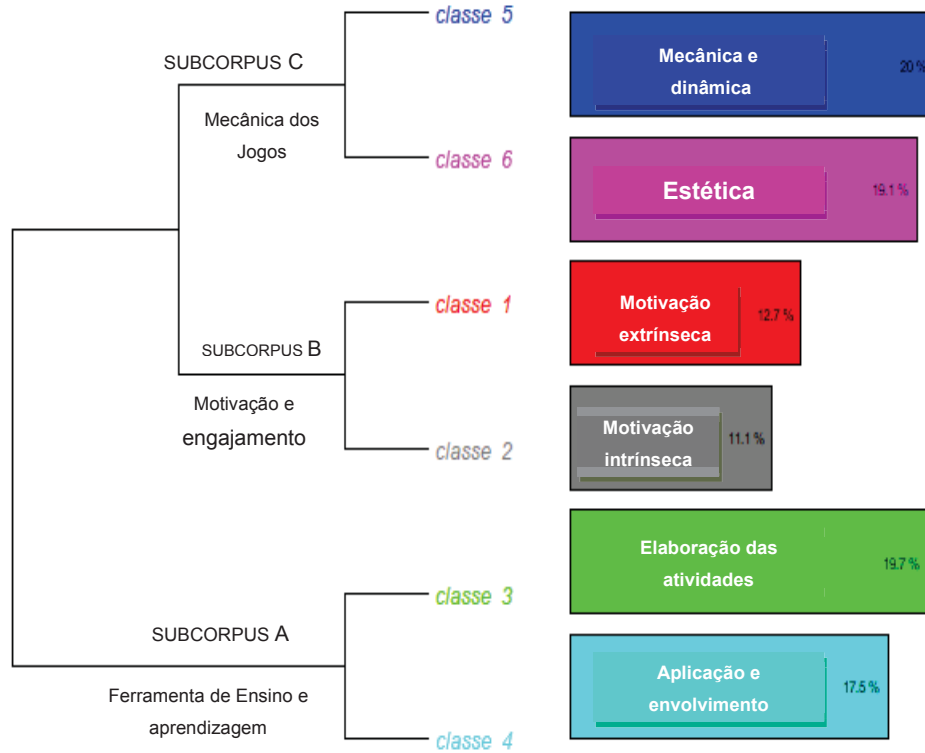 classe 5
Mecânica e
dinâmica
20 %
SUBCORPUS C
Mecânica dos
Jogos
classe 6
Estética
19.1 %
classe 1
Motivação
extrínseca
12.7 %
SUBCORPUS B
Motivação e
engajamento
classe 2
Motivação
intrínseca
11.1 %
classe 3
Elaboração das
atividades
19.7 %
SUBCORPUS A
Ferramenta de Ensino e
aprendizagem
classe 4
Aplicação e
envolvimento
17.5 %